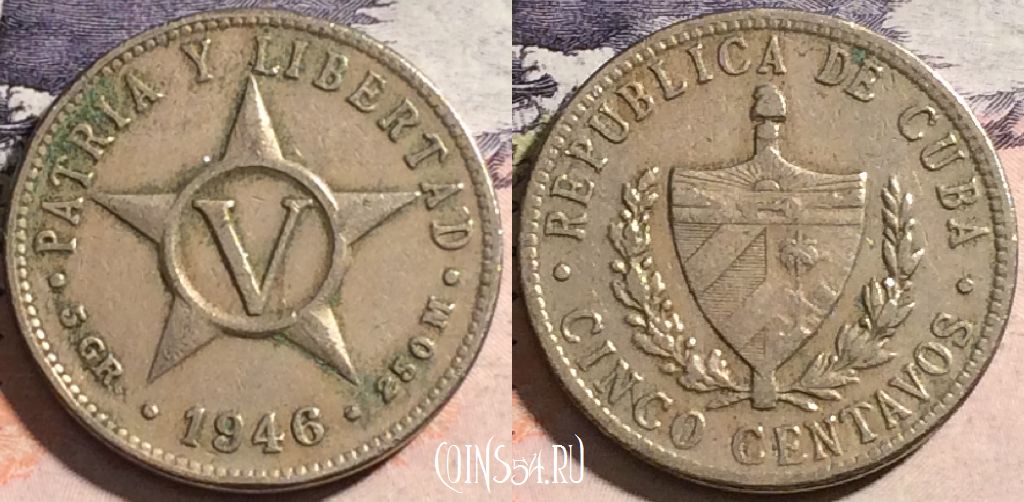 PATRIA Y LIBERTAD
V
· 5 GR. · 1946 · 250 M ·
REPUBLICA DE CUBA
· CINCO CENTAVOS ·
COINS54.RU